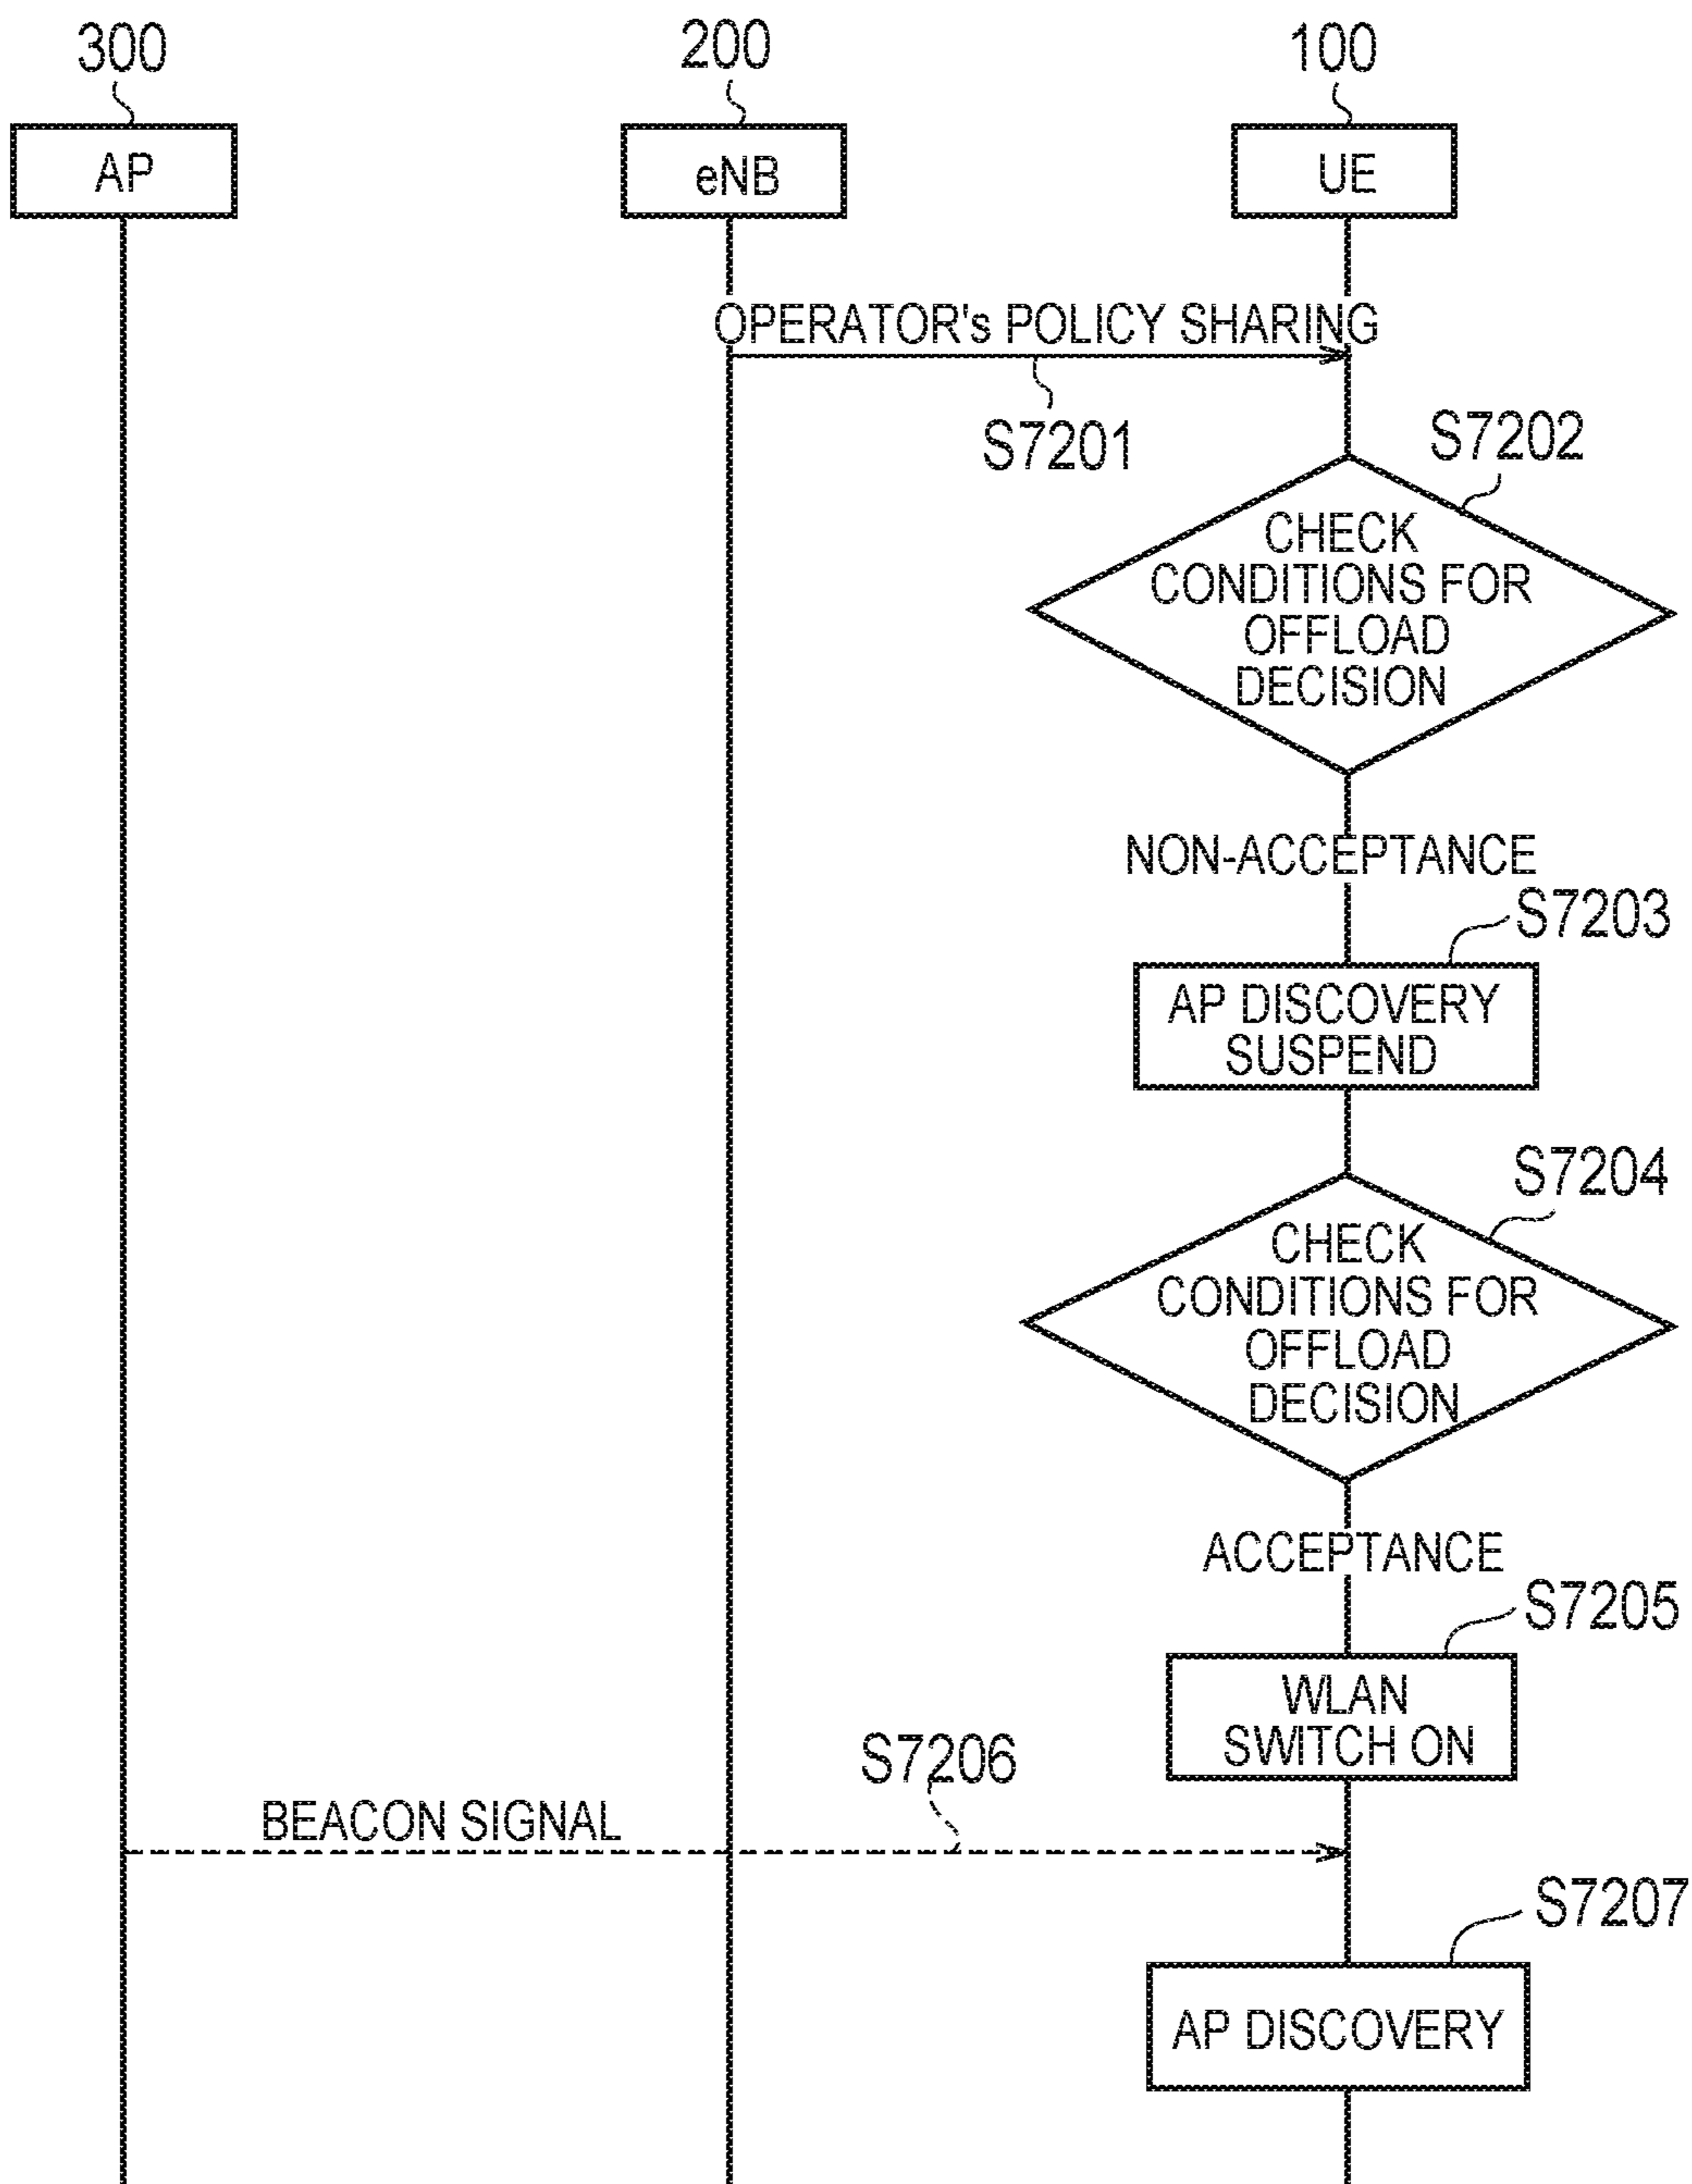 300
200
100
AP
eNB
UE
OPERATOR's POLICY SHARING
S7201
S7202
CHECK
CONDITIONS FOR
OFFLOAD
DECISION
NON-ACCEPTANCE
S7203
AP DISCOVERY
SUSPEND
S7204
CHECK
CONDITIONS FOR
OFFLOAD
DECISION
ACCEPTANCE
S7205
WLAN
SWITCH ON
S7206
BEACON SIGNAL
S7207
AP DISCOVERY